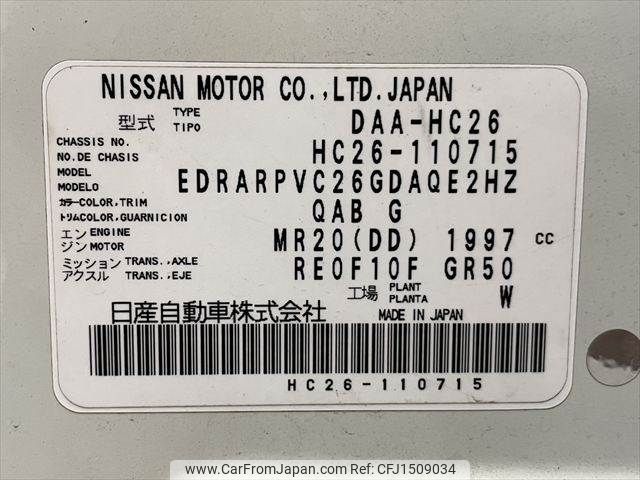 NISSAN MOTOR CO.,LTD.JAPAN
型式 TYPE TIPO DAA-HC26
CHASSIS NO. NO.DE CHASIS HC26-110715
MODEL MODELO EDRARPVC26GDAQE2HZ
カラーCOLOR,TRIM トリムCOLOR,GUARNICION QAB G
エンジン ENGINE MOTOR MR20(DD) 1997 CC
ミッション TRANS.,AXLE アクスル TRANS.,EJE RE0F10F GR50
工場 PLANT PLANTA W
日産自動車株式会社 MADE IN JAPAN
HC26-110715
www.CarFromJapan.com - CFJ1509034